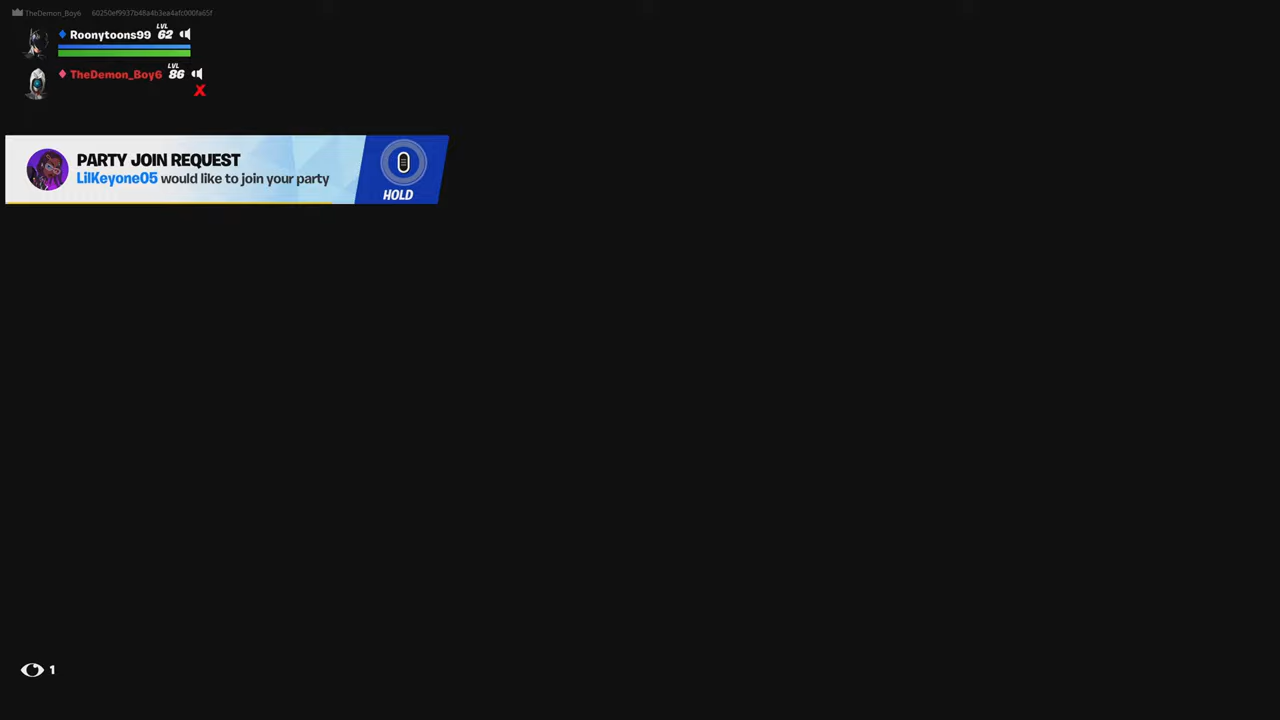 TheDemon_Boy6 60250ef9937b48a4b3ea4afc000fa65f
Roonytoons99 LVL 62
TheDemon_Boy6 LVL 86
X
PARTY JOIN REQUEST
LilKeyone05 would like to join your party
HOLD
1